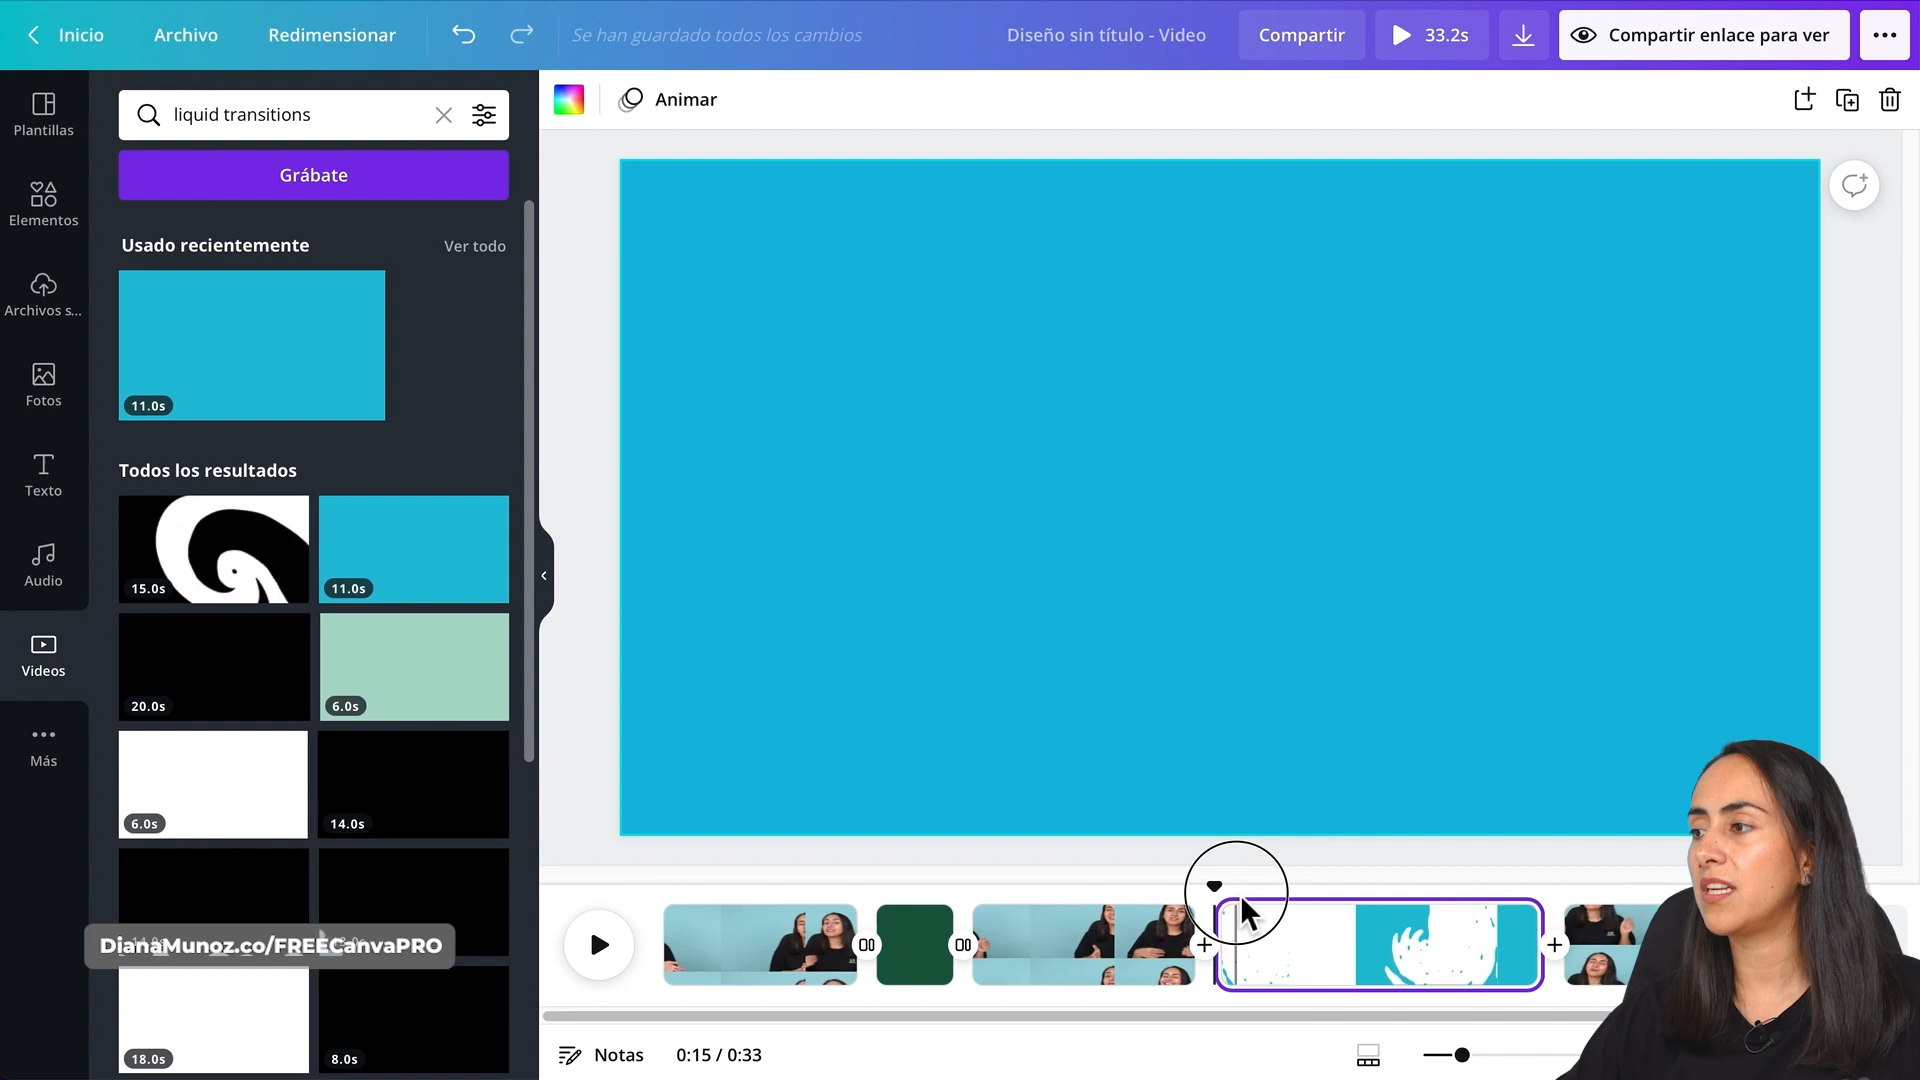 Inicio
Archivo
Redimensionar
Se han guardado todos los cambios
Diseño sin título - Video
Compartir
33.2s
Compartir enlace para ver
Plantillas
Elementos
Archivos s...
Fotos
Texto
Audio
Videos
Más
liquid transitions
Grábate
Usado recientemente
Ver todo
11.0s
Todos los resultados
15.0s
11.0s
20.0s
6.0s
6.0s
14.0s
DianaMunoz.co/FREECanvaPRO
18.0s
8.0s
Animar
Notas
0:15 / 0:33